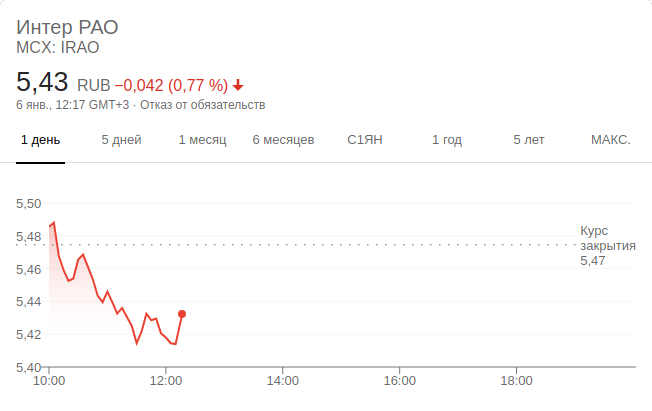 Интер РАО
MCX: IRAO
5,43 RUB −0,042 (0,77 %)
6 янв., 12:17 GMT+3 · Отказ от обязательств
1 день 5 дней 1 месяц 6 месяцев С1ЯН 1 год 5 лет МАКС.
5,50
5,48
5,46
5,44
5,42
5,40
Курс
закрытия
5,47
10:00 12:00 14:00 16:00 18:00